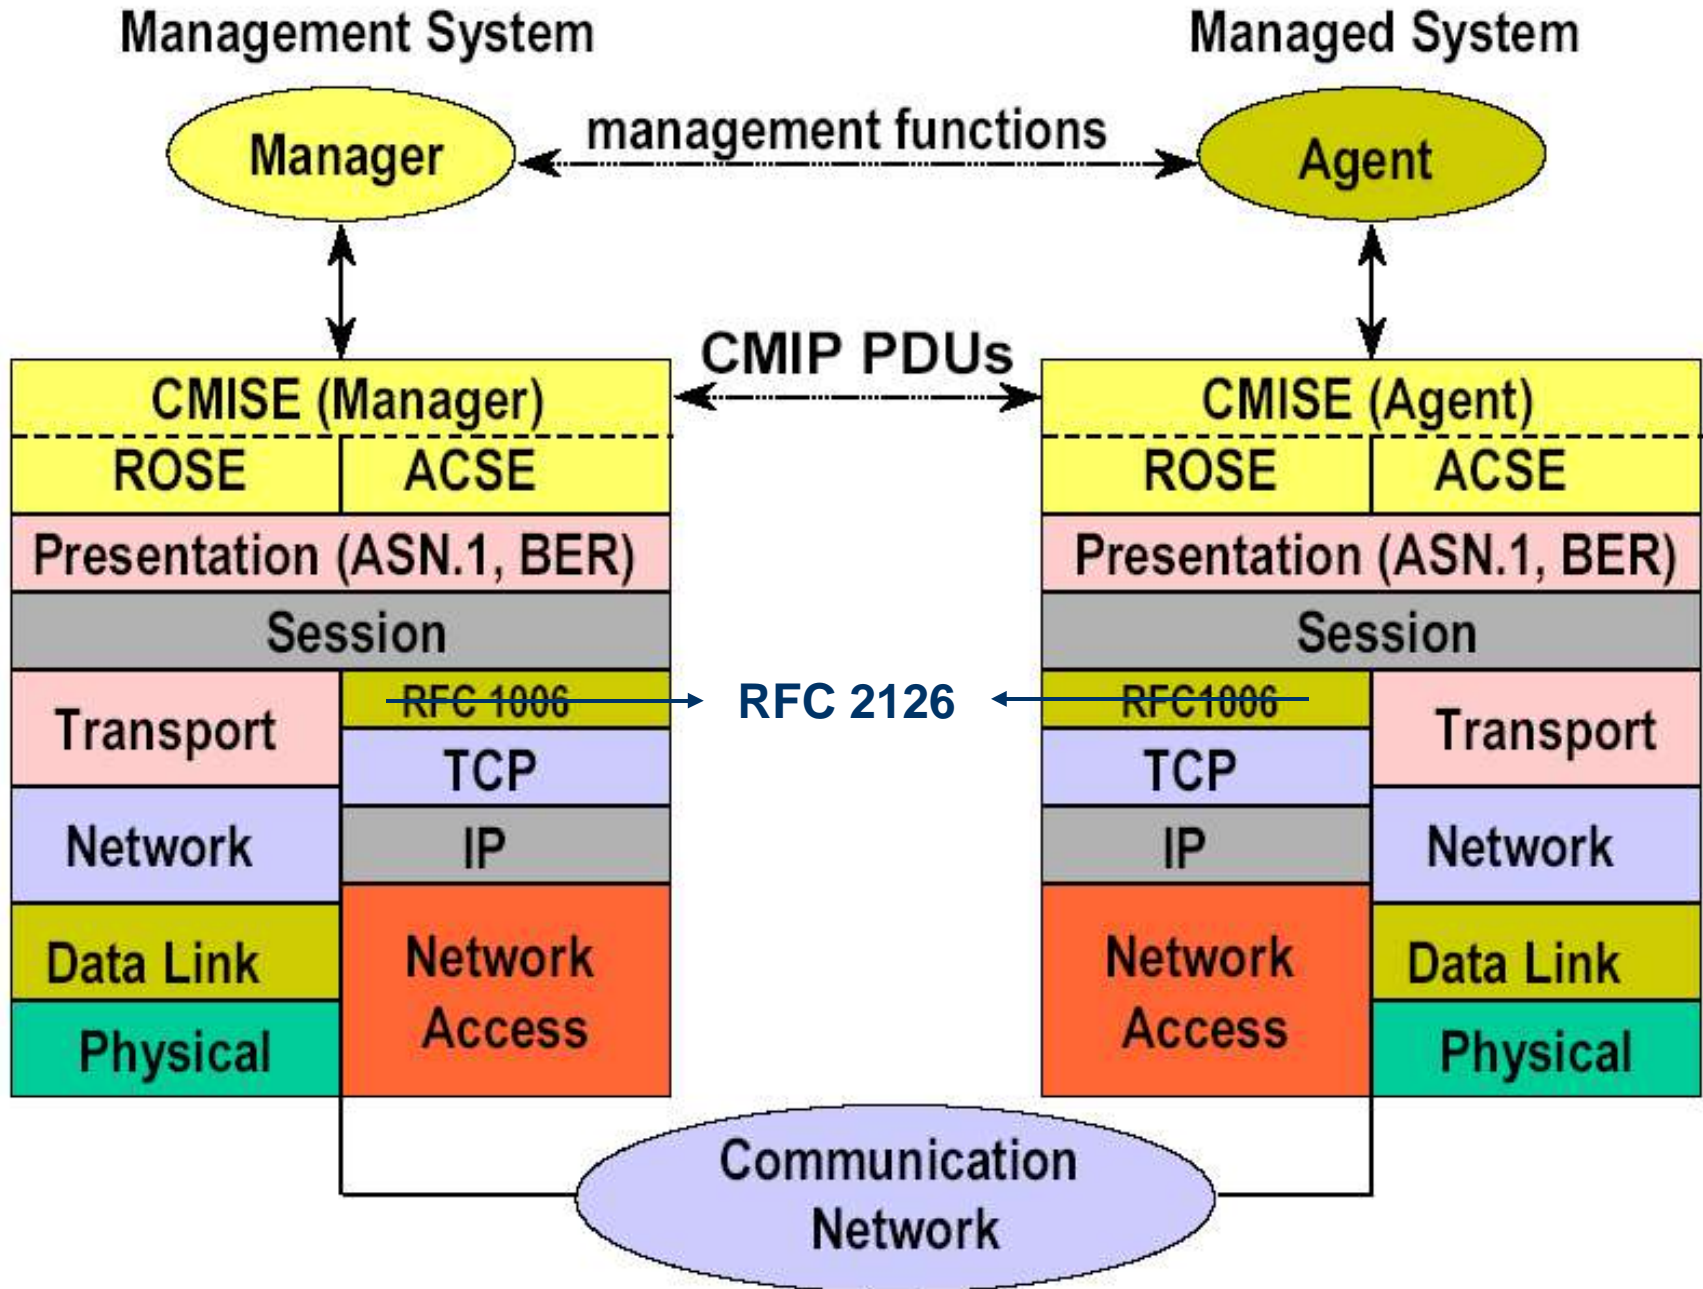 Management System
Managed System
Manager
management functions
Agent
CMIP PDUs
CMISE (Manager)
ROSE
ACSE
Presentation (ASN.1, BER)
Session
Transport
Network
Data Link
Physical
RFC 1006
TCP
IP
Network
Access
RFC 2126
CMISE (Agent)
ROSE
ACSE
Presentation (ASN.1, BER)
Session
RFC1006
TCP
IP
Network
Access
Transport
Network
Data Link
Physical
Communication
Network